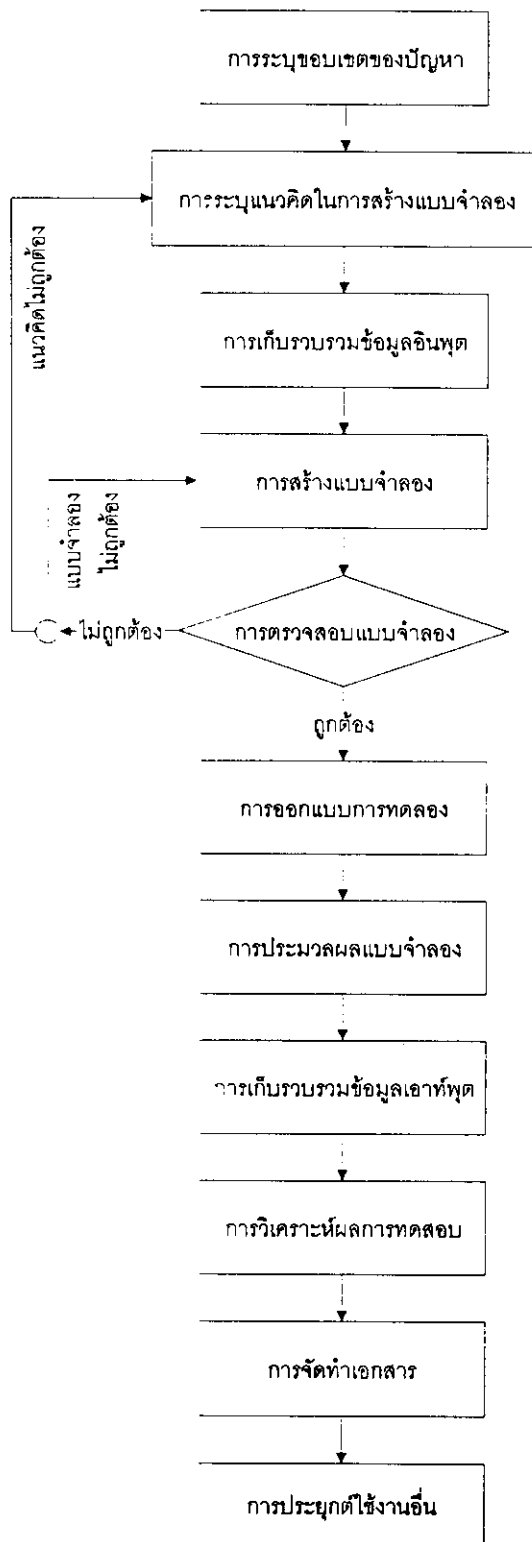 การระบุขอบเขตของปัญหา
การระบุแนวคิดในการสร้างแบบจำลอง
แนวคิดไม่ถูกต้อง
การเก็บรวบรวมข้อมูลอินพุต
การสร้างแบบจำลอง
แบบจำลอง
ไม่ถูกต้อง
ไม่ถูกต้อง
การตรวจสอบแบบจำลอง
ถูกต้อง
การออกแบบการทดลอง
การประมวลผลแบบจำลอง
การเก็บรวบรวมข้อมูลเอาท์พุต
การวิเคราะห์ผลการทดสอบ
การจัดทำเอกสาร
การประยุกต์ใช้งานอื่น